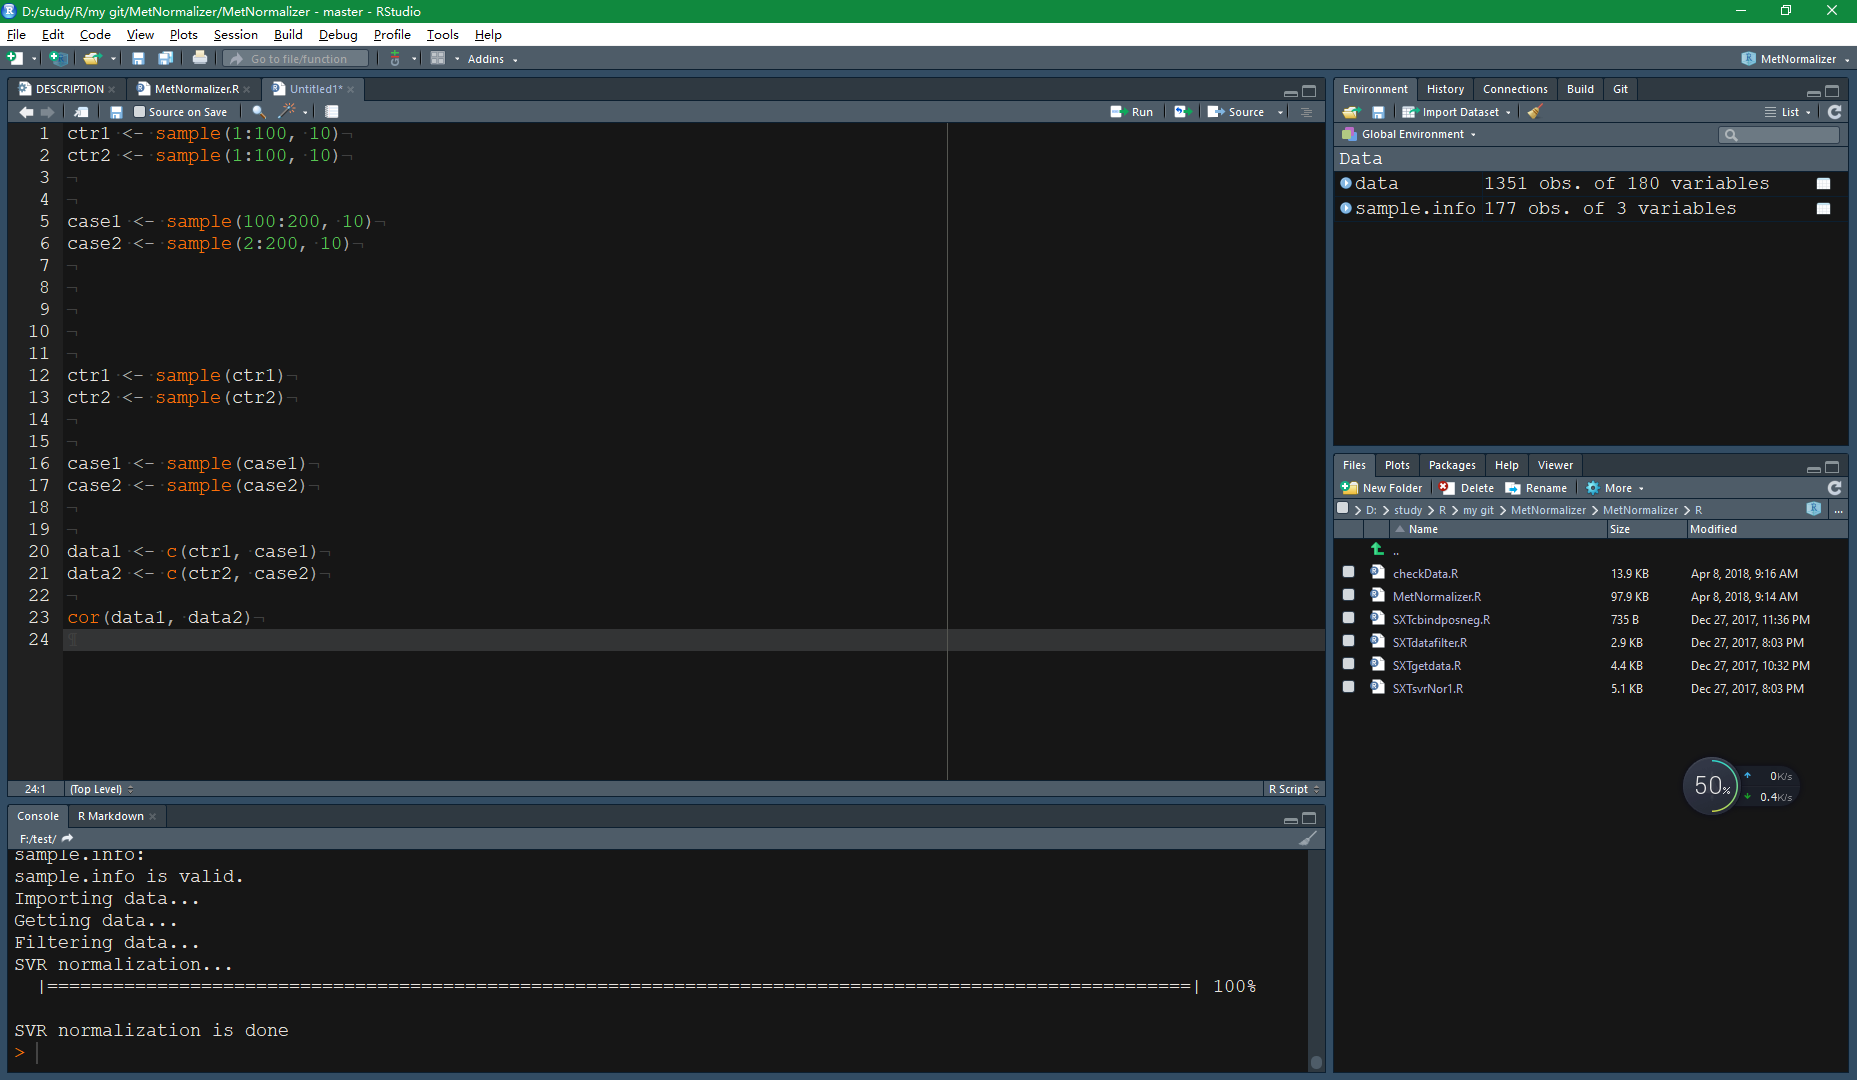 D:/study/R/my git/MetNormalizer/MetNormalizer - master - RStudio
File Edit Code View Plots Session Build Debug Profile Tools Help
Go to file/function Addins MetNormalizer
DESCRIPTION MetNormalizer.R Untitled1*
Source on Save Run Source
1 ctr1 <- sample(1:100, 10)
2 ctr2 <- sample(1:100, 10)
3
4
5 case1 <- sample(100:200, 10)
6 case2 <- sample(2:200, 10)
7
8
9
10
11
12 ctr1 <- sample(ctr1)
13 ctr2 <- sample(ctr2)
14
15
16 case1 <- sample(case1)
17 case2 <- sample(case2)
18
19
20 data1 <- c(ctr1, case1)
21 data2 <- c(ctr2, case2)
22
23 cor(data1, data2)
24
24:1 (Top Level) R Script
Console R Markdown
F:/test/
sample.info:
sample.info is valid.
Importing data...
Getting data...
Filtering data...
SVR normalization...
|=========================================================================================================| 100%
SVR normalization is done
>
Environment History Connections Build Git
Import Dataset List
Global Environment
Data
data 1351 obs. of 180 variables
sample.info 177 obs. of 3 variables
Files Plots Packages Help Viewer
New Folder Delete Rename More
D: > study > R > my git > MetNormalizer > MetNormalizer > R ...
Name Size Modified
..
checkData.R 13.9 KB Apr 8, 2018, 9:16 AM
MetNormalizer.R 97.9 KB Apr 8, 2018, 9:14 AM
SXTcbindposneg.R 735 B Dec 27, 2017, 11:36 PM
SXTdatafilter.R 2.9 KB Dec 27, 2017, 8:03 PM
SXTgetdata.R 4.4 KB Dec 27, 2017, 10:32 PM
SXTsvrNor1.R 5.1 KB Dec 27, 2017, 8:03 PM
50% 0K/s
0.4K/s